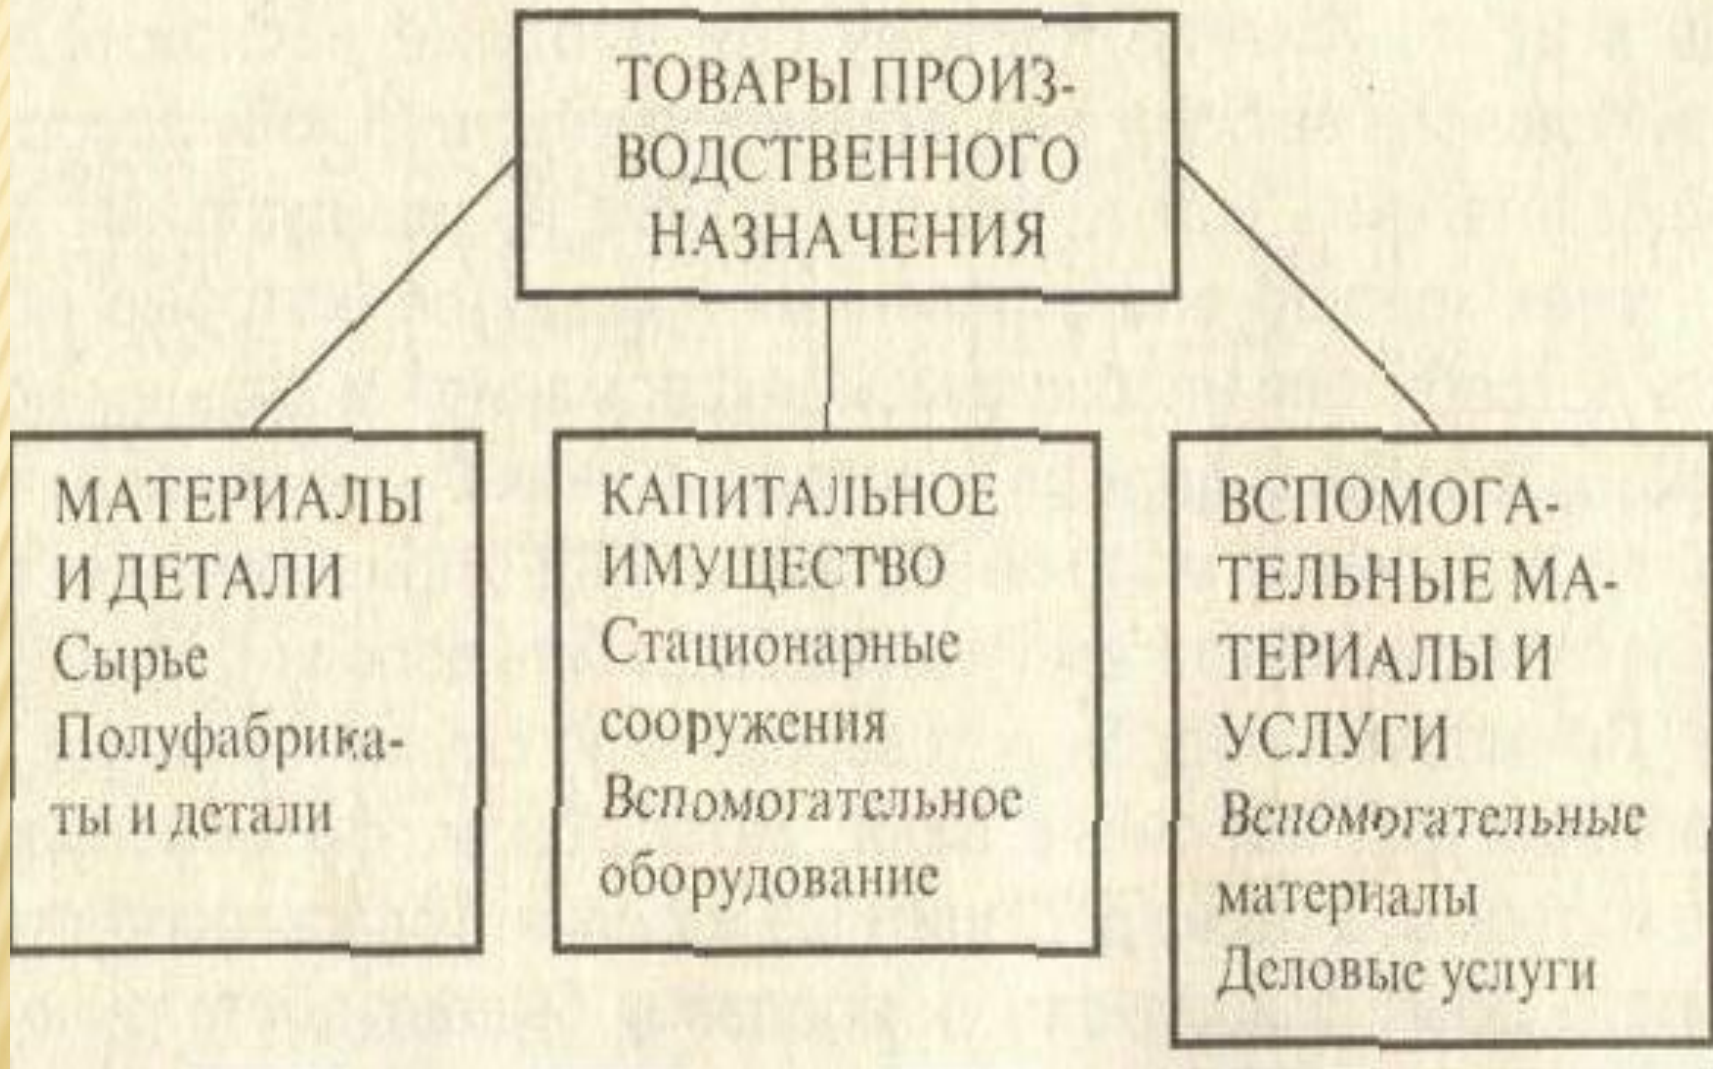 ТОВАРЫ ПРОИЗ-
ВОДСТВЕННОГО
НАЗНАЧЕНИЯ
МАТЕРИАЛЫ
И ДЕТАЛИ
Сырье
Полуфабрика-
ты и детали
КАПИТАЛЬНОЕ
ИМУЩЕСТВО
Стационарные
сооружения
Вспомогательное
оборудование
ВСПОМОГА-
ТЕЛЬНЫЕ МА-
ТЕРИАЛЫ И
УСЛУГИ
Вспомогательные
материалы
Деловые услуги